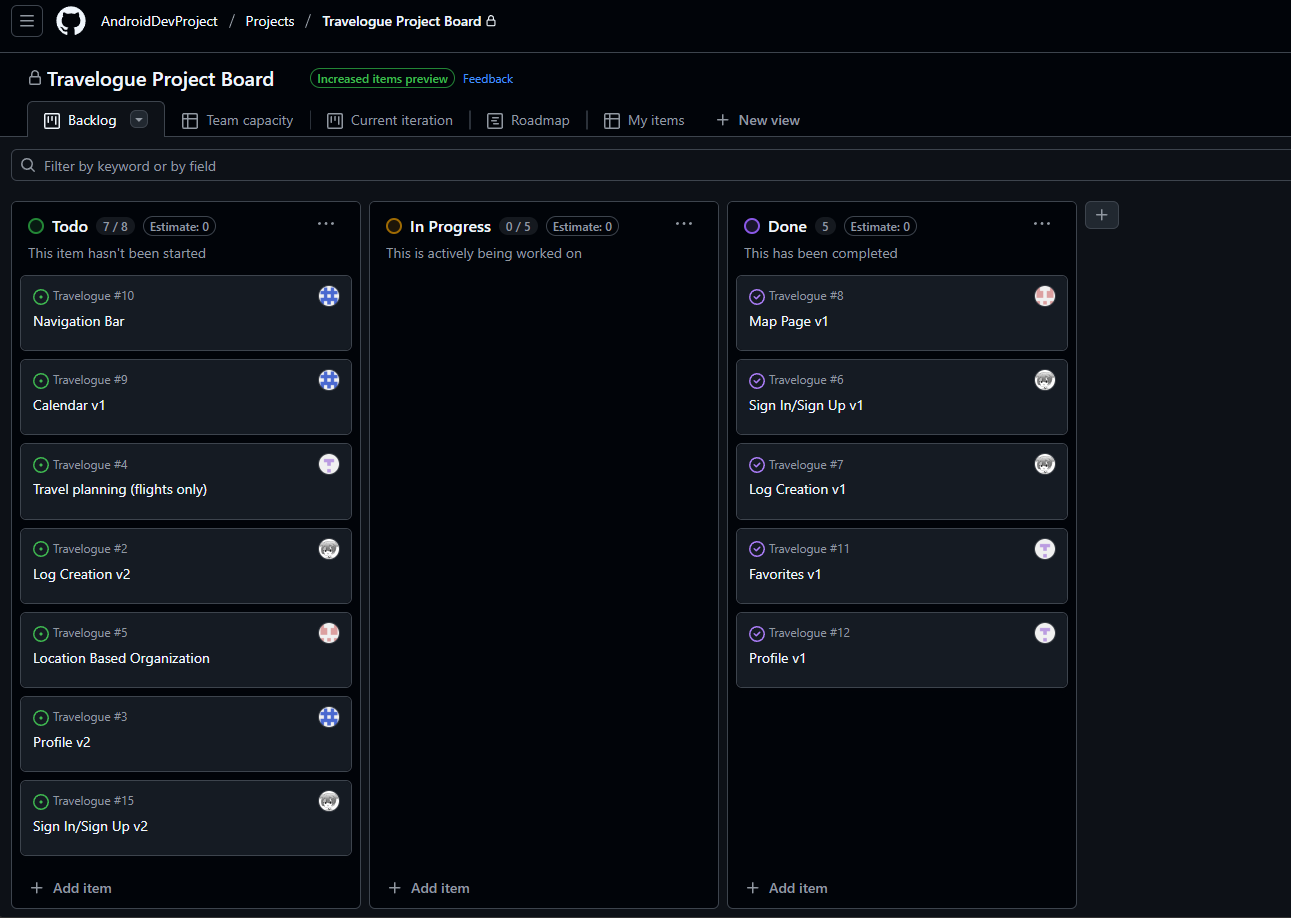 AndroidDevProject / Projects / Travelogue Project Board
Travelogue Project Board Increased items preview Feedback
Backlog Team capacity Current iteration Roadmap My items + New view
Filter by keyword or by field
Todo 7 / 8 Estimate: 0 ...
This item hasn't been started
Travelogue #10
Navigation Bar
Travelogue #9
Calendar v1
Travelogue #4
Travel planning (flights only)
Travelogue #2
Log Creation v2
Travelogue #5
Location Based Organization
Travelogue #3
Profile v2
Travelogue #15
Sign In/Sign Up v2
+ Add item
In Progress 0 / 5 Estimate: 0 ...
This is actively being worked on
+ Add item
Done 5 Estimate: 0 ...
This has been completed
Travelogue #8
Map Page v1
Travelogue #6
Sign In/Sign Up v1
Travelogue #7
Log Creation v1
Travelogue #11
Favorites v1
Travelogue #12
Profile v1
+ Add item
+